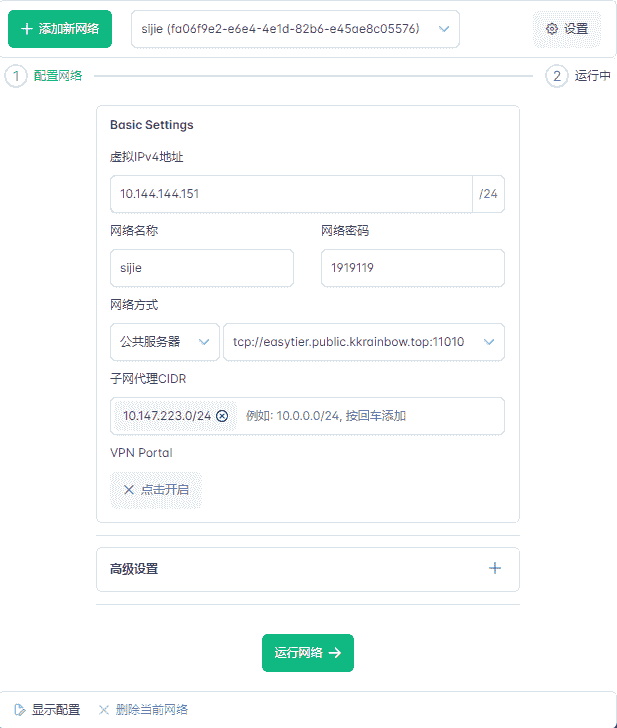 添加新网络
sijie (fa06f9e2-e6e4-4e1d-82b6-e45ae8c05576)
设置
1 配置网络
2 运行中
Basic Settings
虚拟IPv4地址
10.144.144.151 /24
网络名称 网络密码
sijie 1919119
网络方式
公共服务器 tcp://easytier.public.kkrainbow.top:11010
子网代理CIDR
10.147.223.0/24 例如: 10.0.0.0/24, 按回车添加
VPN Portal
点击开启
高级设置
运行网络
显示配置 删除当前网络